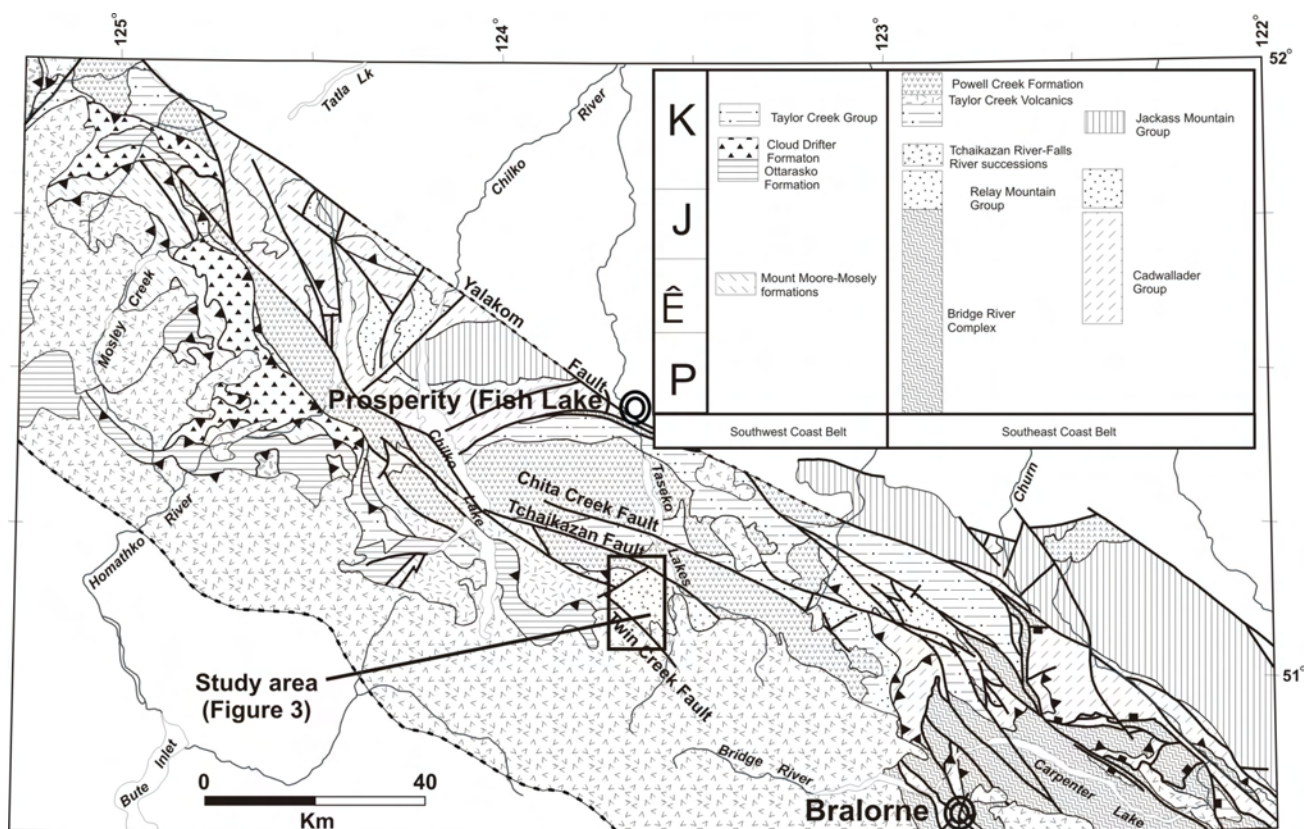 125°
124°
123°
122°
52°
Tatla Lk
Chilko River
K
J
Ê
P
Taylor Creek Group
Cloud Drifter
Formaton
Ottarasko
Formation
Mount Moore-Mosely
formations
Powell Creek Formation
Taylor Creek Volcanics
Jackass Mountain
Group
Tchaikazan River-Falls
River successions
Relay Mountain
Group
Cadwallader
Group
Bridge River
Complex
Southwest Coast Belt
Southeast Coast Belt
Mosley Creek
Yalakom
Fault
Prosperity (Fish Lake)
Chilko Lake
Taseko Lakes
Churn
Chita Creek Fault
Tchaikazan Fault
Homathko River
Twin Creek Fault
51°
Study area
(Figure 3)
Bute Inlet
0 40
Km
Bridge River
Bralorne
Carpenter Lake